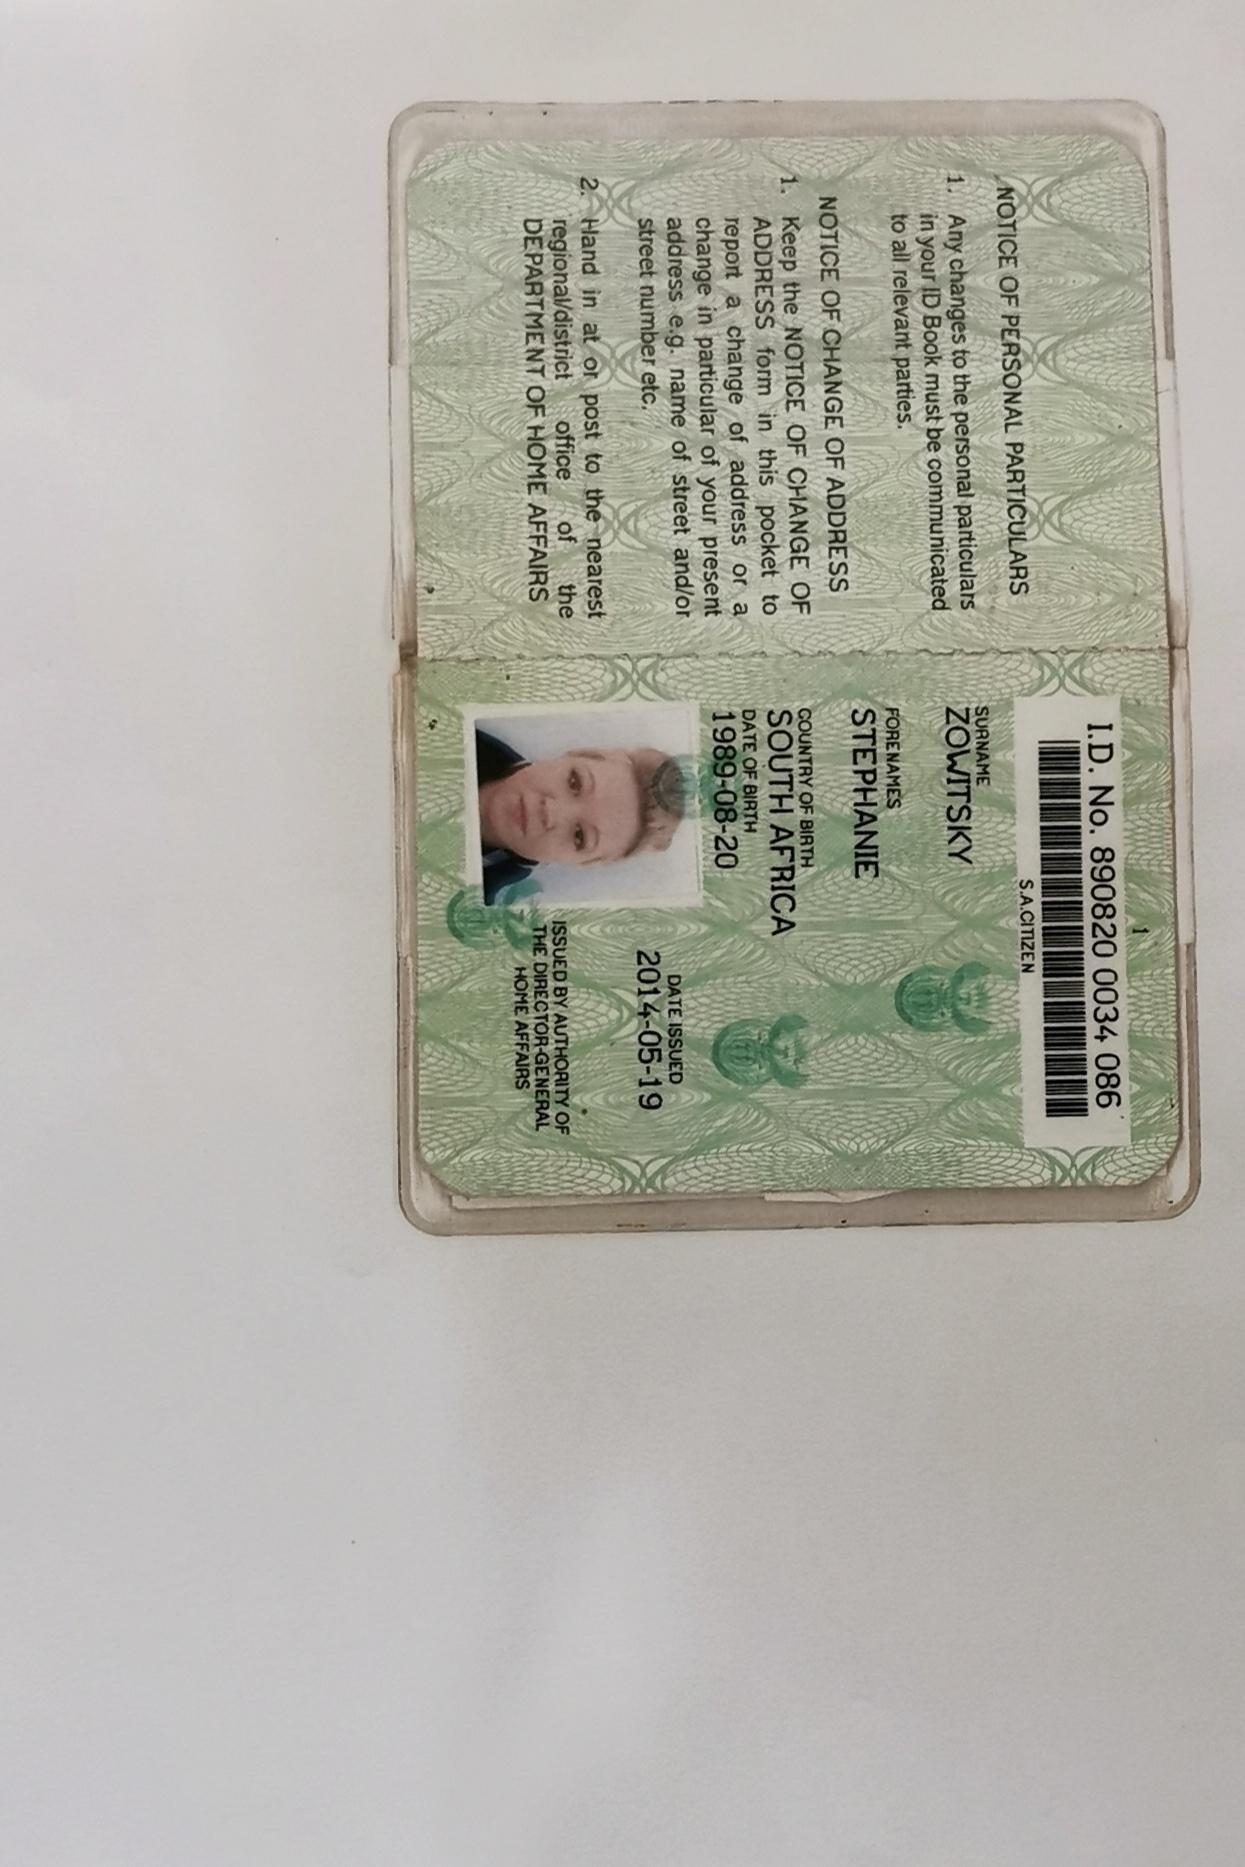 NOTICE OF PERSONAL PARTICULARS
1. Any changes to the personal particulars
in your ID Book must be communicated
to all relevant parties.
NOTICE OF CHANGE OF ADDRESS
1. Keep the NOTICE OF CHANGE OF
ADDRESS form in this pocket to
report a change of address or a
change in particular of your present
address e.g. name of street and/or
street number etc.
2. Hand in at or post to the nearest
regional/district office of the
DEPARTMENT OF HOME AFFAIRS
1
I.D. No. 890820 0034 086
S.A.CITIZEN
SURNAME
ZOWITSKY
FORENAMES
STEPHANIE
COUNTRY OF BIRTH
SOUTH AFRICA
DATE OF BIRTH
1989-08-20
DATE ISSUED
2014-05-19
ISSUED BY AUTHORITY OF
THE DIRECTOR-GENERAL
HOME AFFAIRS